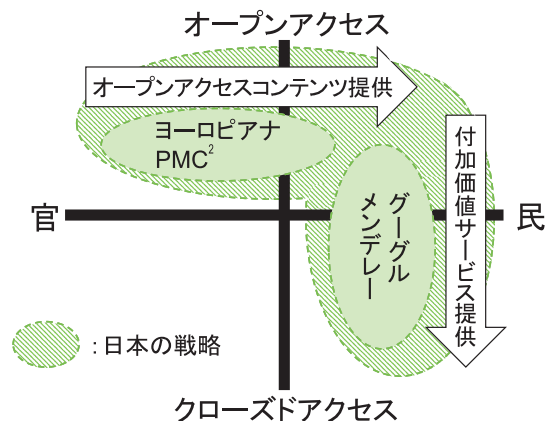 オープンアクセス
オープンアクセスコンテンツ提供
ヨーロピアナ
PMC²
官
民
グーグル
メンデレー
付加価値サービス提供
:日本の戦略
クローズドアクセス